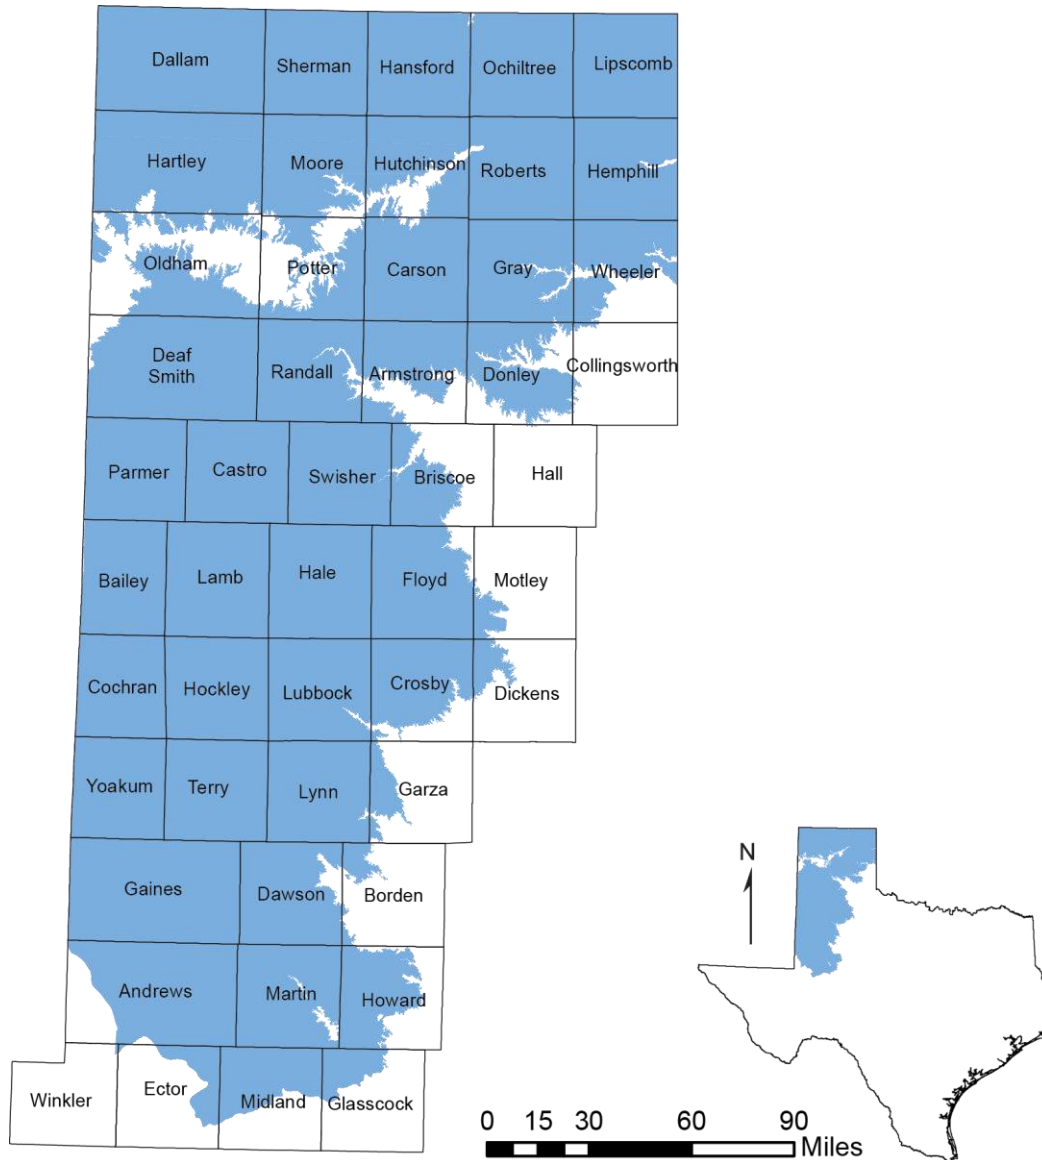 Dallam
Sherman
Hansford
Ochiltree
Lipscomb
Hartley
Moore
Hutchinson
Roberts
Hemphill
Oldham
Potter
Carson
Gray
Wheeler
Deaf
Smith
Randall
Armstrong
Donley
Collingsworth
Parmer
Castro
Swisher
Briscoe
Hall
Bailey
Lamb
Hale
Floyd
Motley
Cochran
Hockley
Lubbock
Crosby
Dickens
Yoakum
Terry
Lynn
Garza
Gaines
Dawson
Borden
Andrews
Martin
Howard
Winkler
Ector
Midland
Glasscock
N
0 15 30 60 90
Miles